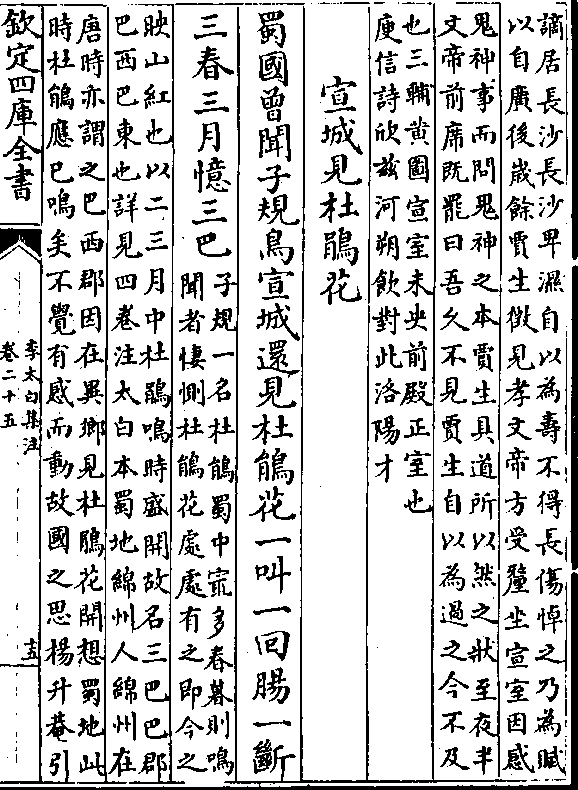 謫居長沙長沙卑濕自以為壽不得長傷悼之乃為賦
以自廣後歲餘賈生徵見孝文帝方受釐坐宣室因感
鬼神事而問鬼神之本賈生具道所以然之狀至夜半
文帝前席既罷曰吾久不見賈生自以為過之今不及
也三輔黄圖宣室未央前殿正室也
庾信詩欣兹河朔飲對此洛陽才
宣城見杜鵑花
蜀國曾聞子規鳥宣城還見杜鵑花一叫一回腸一斷
三春三月憶三巴
子規一名杜鵑蜀中㝡多春暮則鳴
聞者悽惻杜鵑花處處有之即今之
映山紅也以二三月中杜鵑鳴時盛開故名三巴巴郡
巴西巴東也詳見四卷注太白本蜀地綿州人綿州在
唐時亦謂之巴西郡因在異鄉見杜鵑花開想蜀地此
時杜鵑應已鳴矣不覺有感而動故國之思楊升菴引
欽定四庫全書
李太白集注
卷二十五
十五